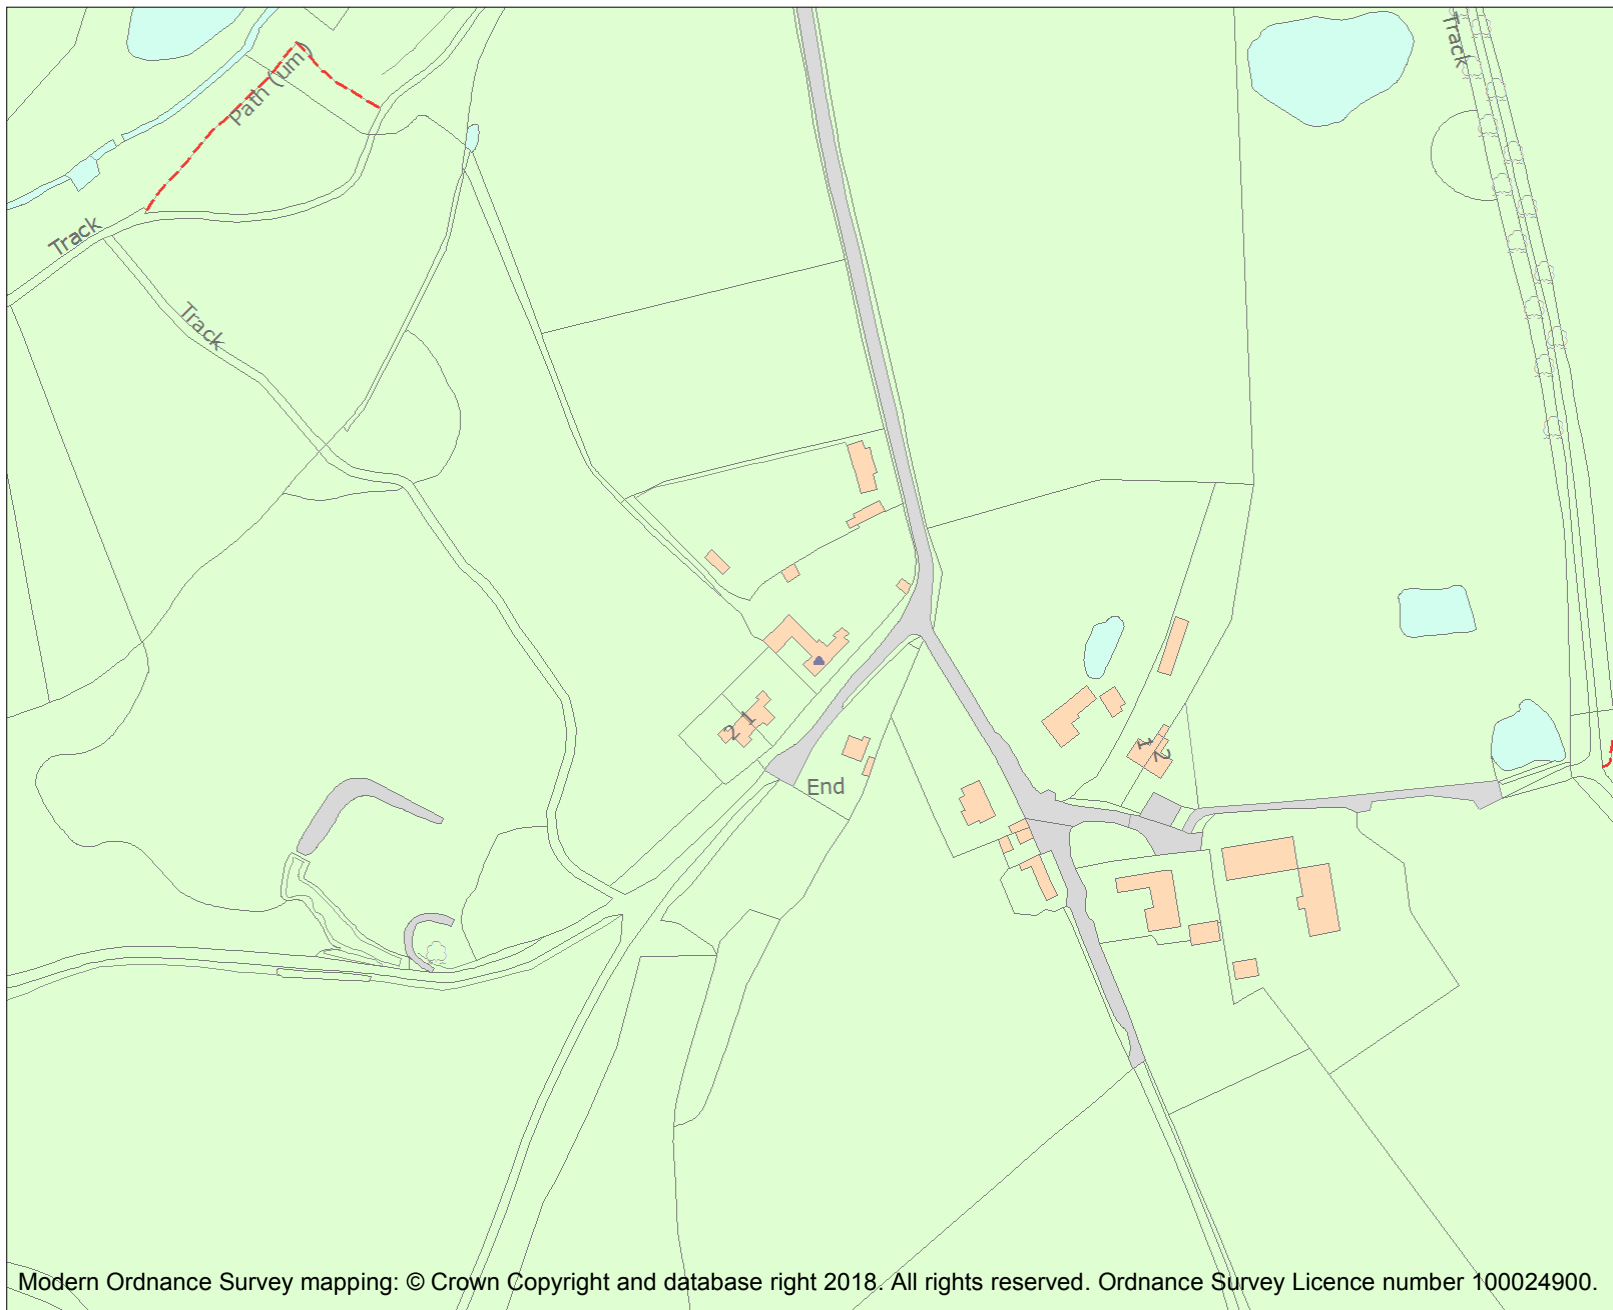 Track
Path (um)
Track
Track
2 1
1
2
End
Modern Ordnance Survey mapping: © Crown Copyright and database right 2018. All rights reserved. Ordnance Survey Licence number 100024900.